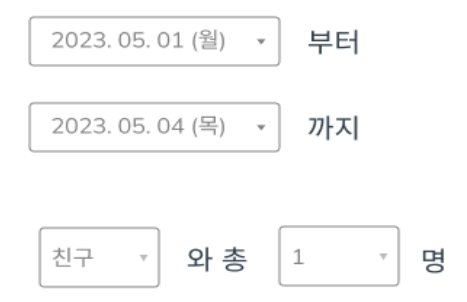 2023. 05. 01 (월) 부터
2023. 05. 04 (목) 까지
친구 와 총 1 명